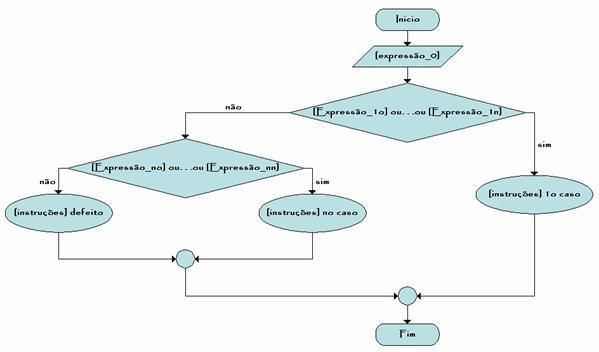 Inicio
[expressão_0]
[Expressão_1o] ou...ou [Expressão_1n]
não
sim
[Expressão_no] ou...ou [Expressão_nn]
não
sim
[instruções] 1o caso
[instruções] defeito
[instruções] no caso
Fim